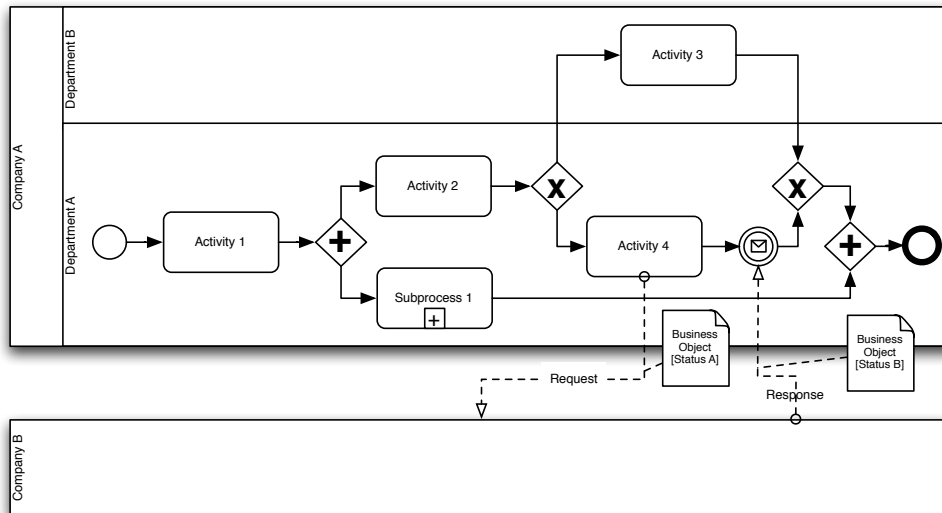 Company A
Department B
Activity 3
Department A
Activity 1
Activity 2
X
X
Activity 4
Subprocess 1
Business
Object
[Status A]
Business
Object
[Status B]
Request
Response
Company B